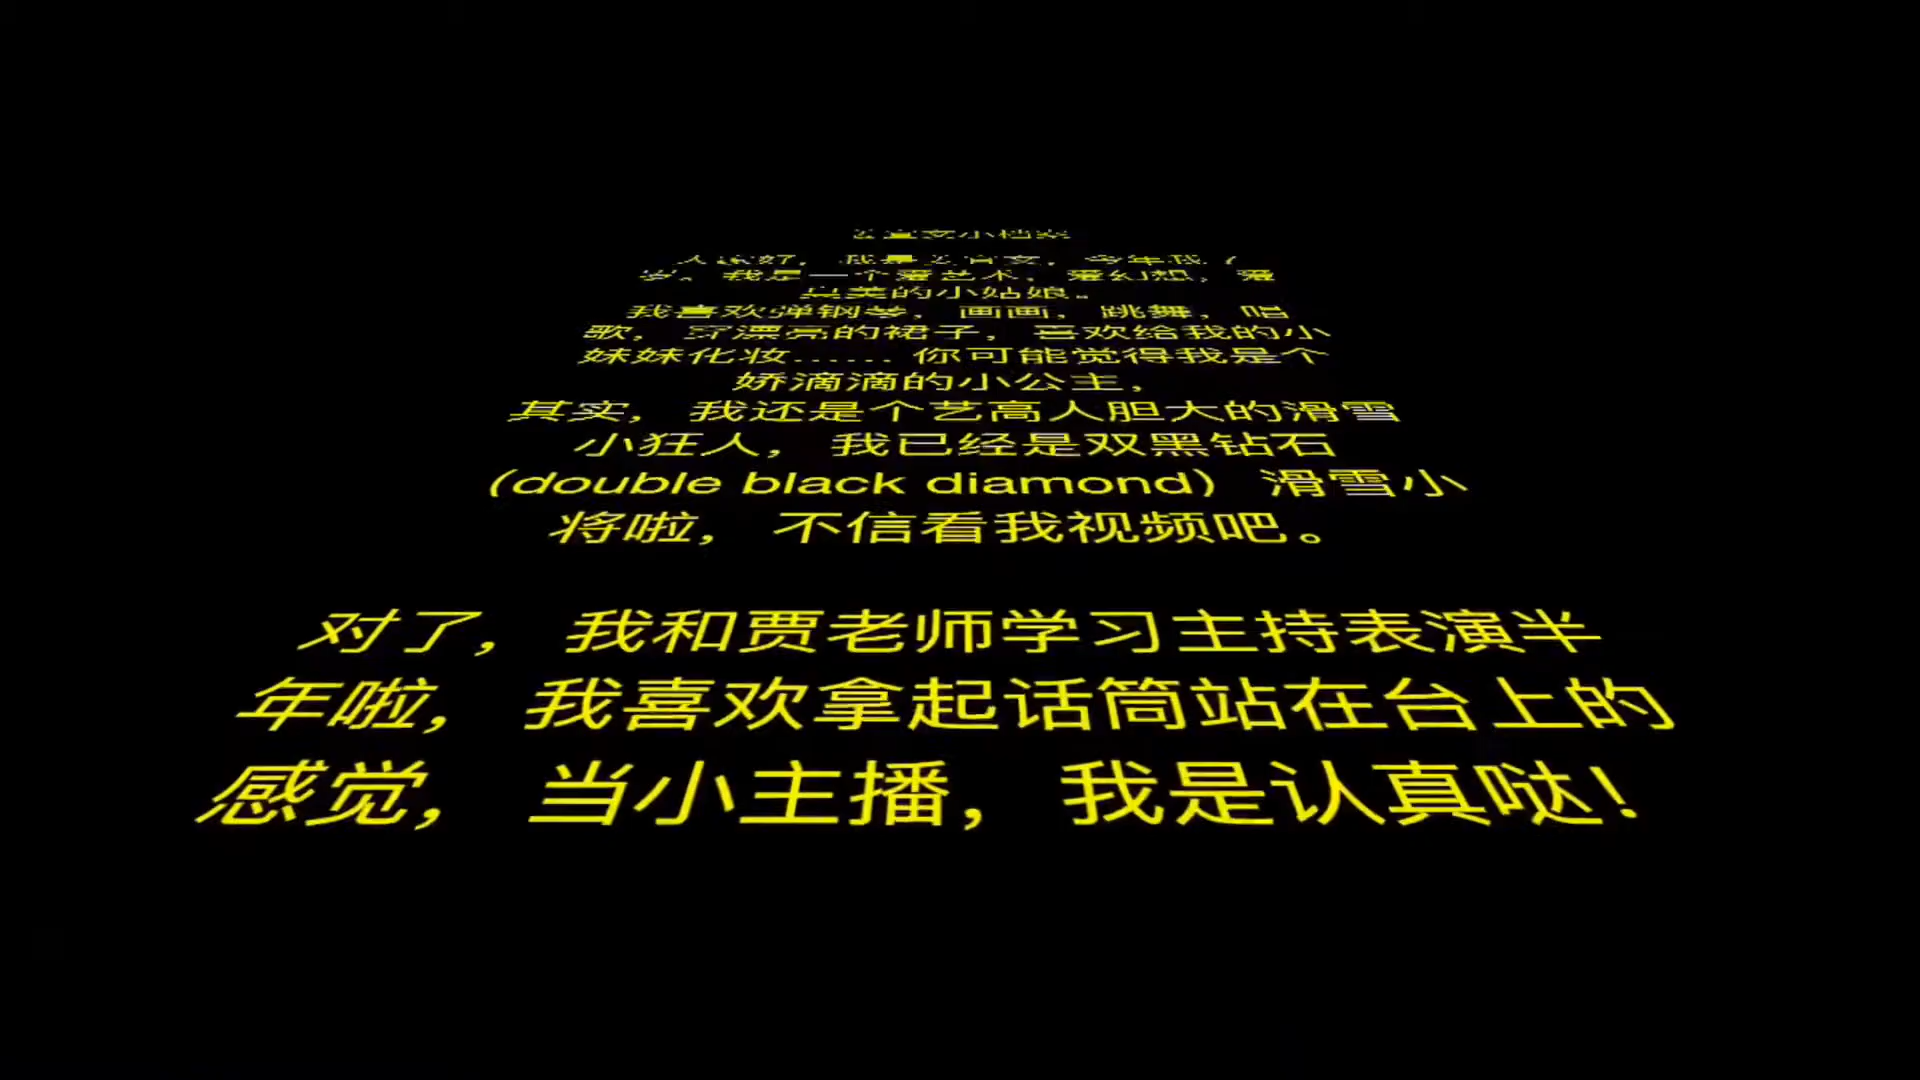 小档案
我是一个爱艺术，爱幻想，爱
美的小姑娘。
我喜欢弹钢琴，画画，跳舞，唱
歌，穿漂亮的裙子，喜欢给我的小
妹妹化妆......你可能觉得我是个
娇滴滴的小公主，
其实，我还是个艺高人胆大的滑雪
小狂人，我已经是双黑钻石
(double black diamond) 滑雪小
将啦，不信看我视频吧。
对了，我和贾老师学习主持表演半
年啦，我喜欢拿起话筒站在台上的
感觉，当小主播，我是认真哒！